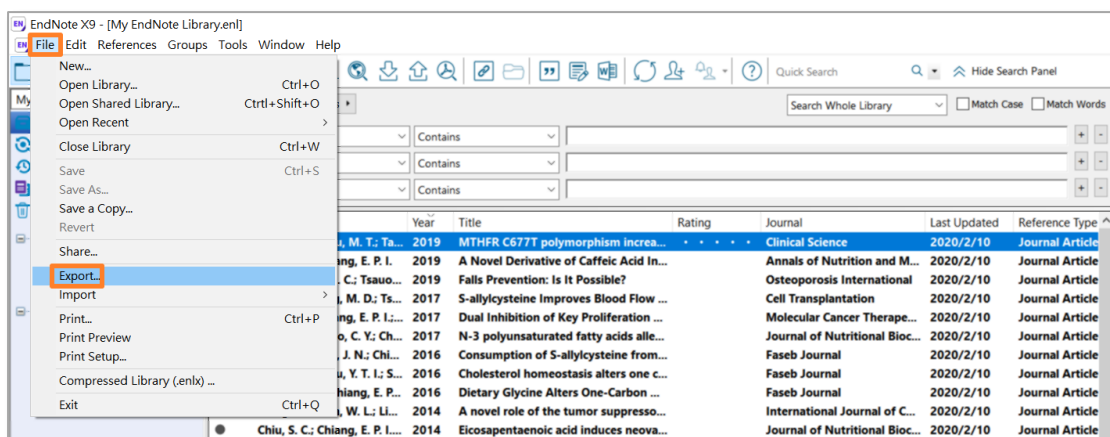 EndNote X9 - [My EndNote Library.enl]
File Edit References Groups Tools Window Help
New...
Open Library... Ctrl+O
Open Shared Library... Ctrtl+Shift+O
Open Recent
Close Library Ctrl+W
Save Ctrl+S
Save As...
Save a Copy...
Revert
Share...
Export...
Import
Print... Ctrl+P
Print Preview
Print Setup...
Compressed Library (.enlx) ...
Exit Ctrl+Q
My
Quick Search Hide Search Panel
Search Whole Library Match Case Match Words
Contains
Contains
Contains
Year Title Rating Journal Last Updated Reference Type
M. T.; Ta... 2019 MTHFR C677T polymorphism increa... Clinical Science 2020/2/10 Journal Article
E. P. I. 2019 A Novel Derivative of Caffeic Acid In... Annals of Nutrition and M... 2020/2/10 Journal Article
C.; Tsauo... 2019 Falls Prevention: Is It Possible? Osteoporosis International 2020/2/10 Journal Article
M. D.; Ts... 2017 S-allylcysteine Improves Blood Flow ... Cell Transplantation 2020/2/10 Journal Article
E. P. I.;... 2017 Dual Inhibition of Key Proliferation ... Molecular Cancer Therape... 2020/2/10 Journal Article
C. Y.; Ch... 2017 N-3 polyunsaturated fatty acids alle... Journal of Nutritional Bioc... 2020/2/10 Journal Article
J. N.; Chi... 2016 Consumption of S-allylcysteine from... Faseb Journal 2020/2/10 Journal Article
Y. T. I.; S... 2016 Cholesterol homeostasis alters one c... Faseb Journal 2020/2/10 Journal Article
hiang, E. P... 2016 Dietary Glycine Alters One-Carbon ... Faseb Journal 2020/2/10 Journal Article
W. L.; Li... 2014 A novel role of the tumor suppresso... International Journal of C... 2020/2/10 Journal Article
Chiu, S. C.; Chiang, E. P. I.... 2014 Eicosapentaenoic acid induces neova... Journal of Nutritional Bioc... 2020/2/10 Journal Article